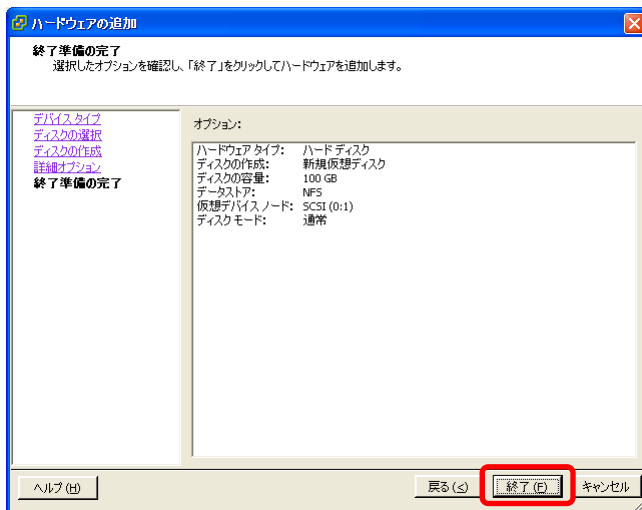 ハードウェアの追加
終了準備の完了
選択したオプションを確認し、「終了」をクリックしてハードウェアを追加します。
デバイス タイプ
ディスクの選択
ディスクの作成
詳細オプション
終了準備の完了
オプション:
ハードウェア タイプ: ハード ディスク
ディスクの作成: 新規仮想ディスク
ディスクの容量: 100 GB
データストア: NFS
仮想デバイス ノード: SCSI (0:1)
ディスク モード: 通常
ヘルプ(H) 戻る(<) 終了(F) キャンセル